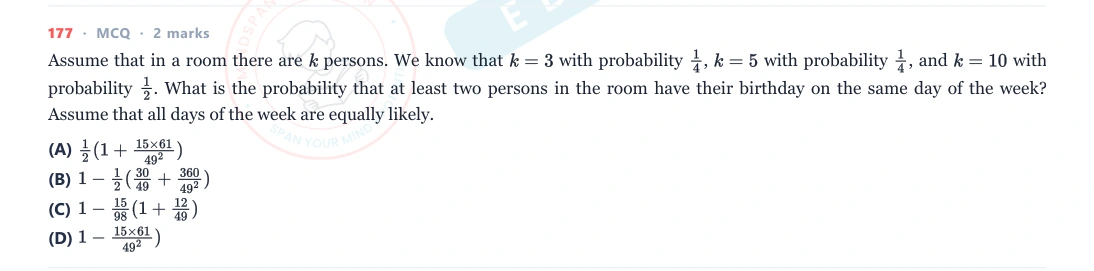 E D
177 · MCQ · 2 marks
Assume that in a room there are k persons. We know that k = 3 with probability 1/4, k = 5 with probability 1/4, and k = 10 with
probability 1/2. What is the probability that at least two persons in the room have their birthday on the same day of the week?
Assume that all days of the week are equally likely.
(A) 1/2(1 + 15×61/49²)
(B) 1 − 1/2(30/49 + 360/49²)
(C) 1 − 15/98(1 + 12/49)
(D) 1 − 15×61/49²)
SPAN YOUR MIND